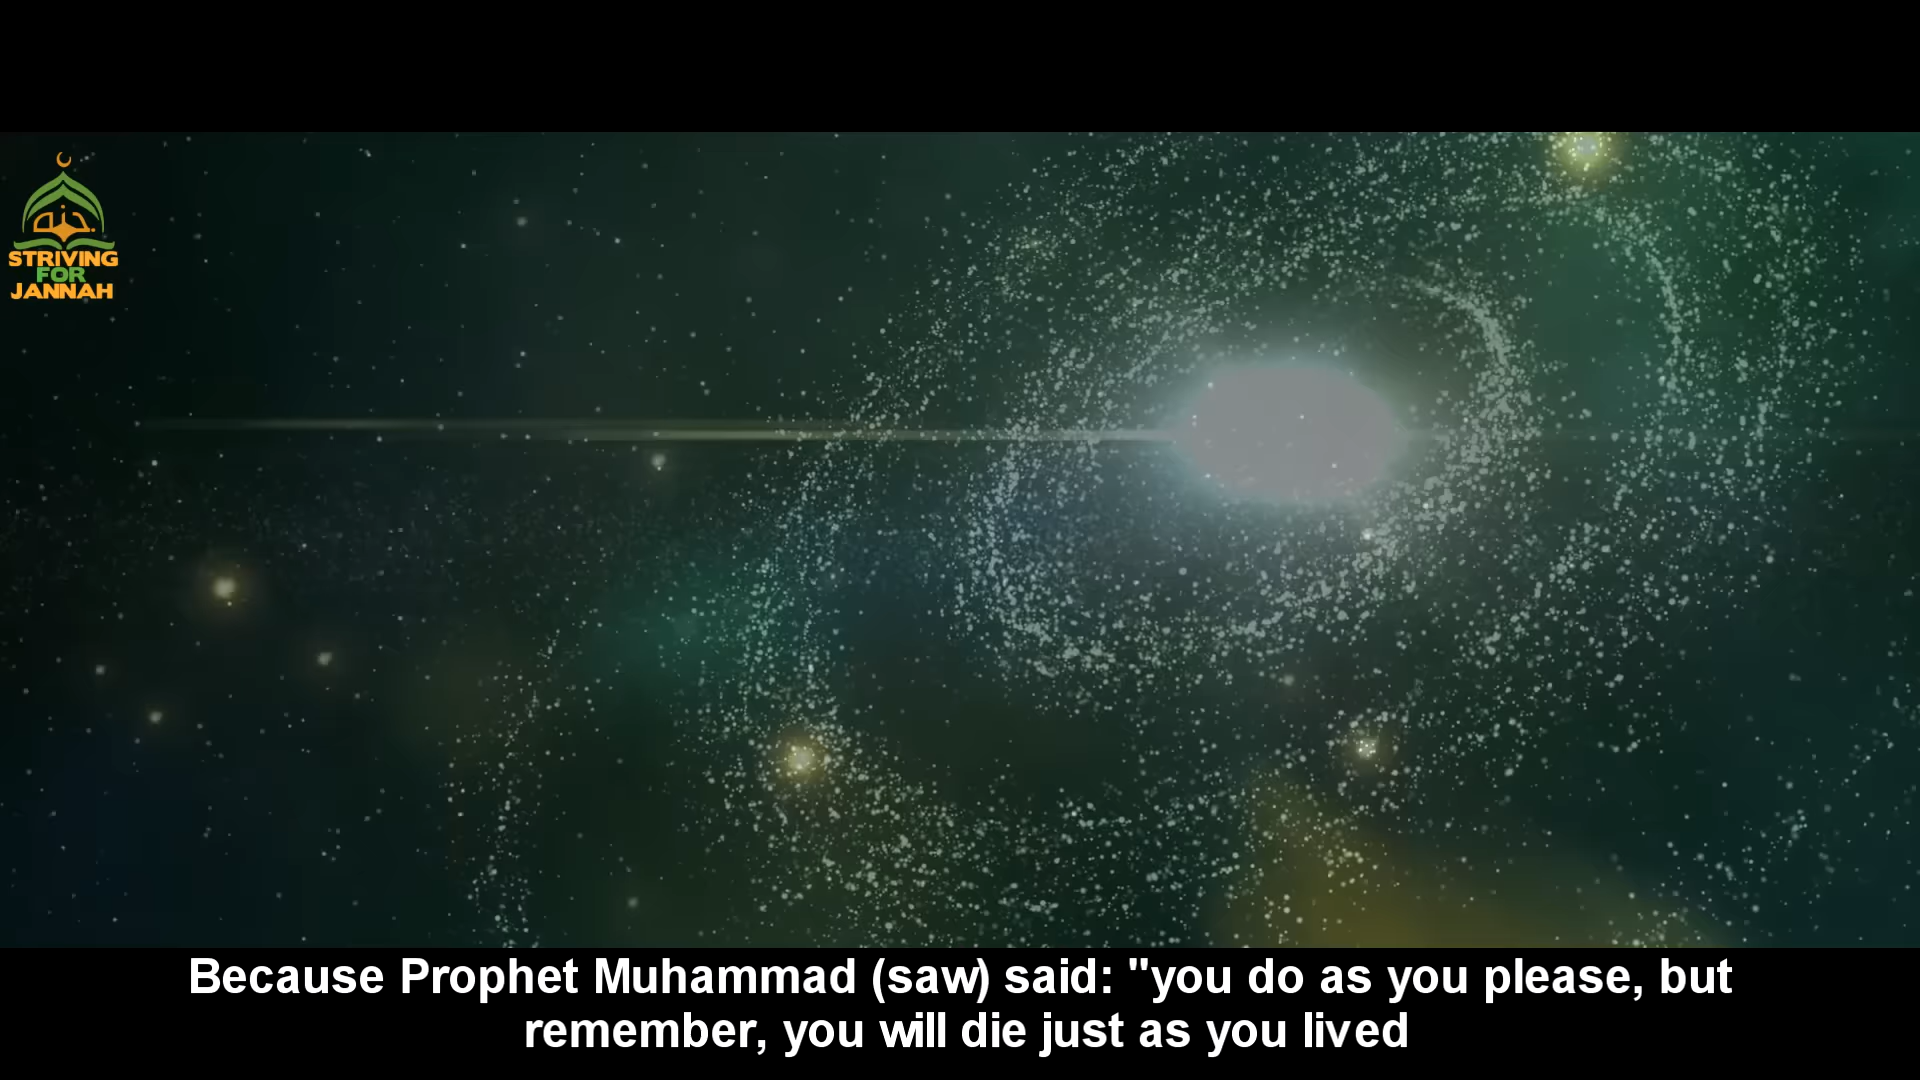 جنة
STRIVING
FOR
JANNAH
Because Prophet Muhammad (saw) said: "you do as you please, but
remember, you will die just as you lived